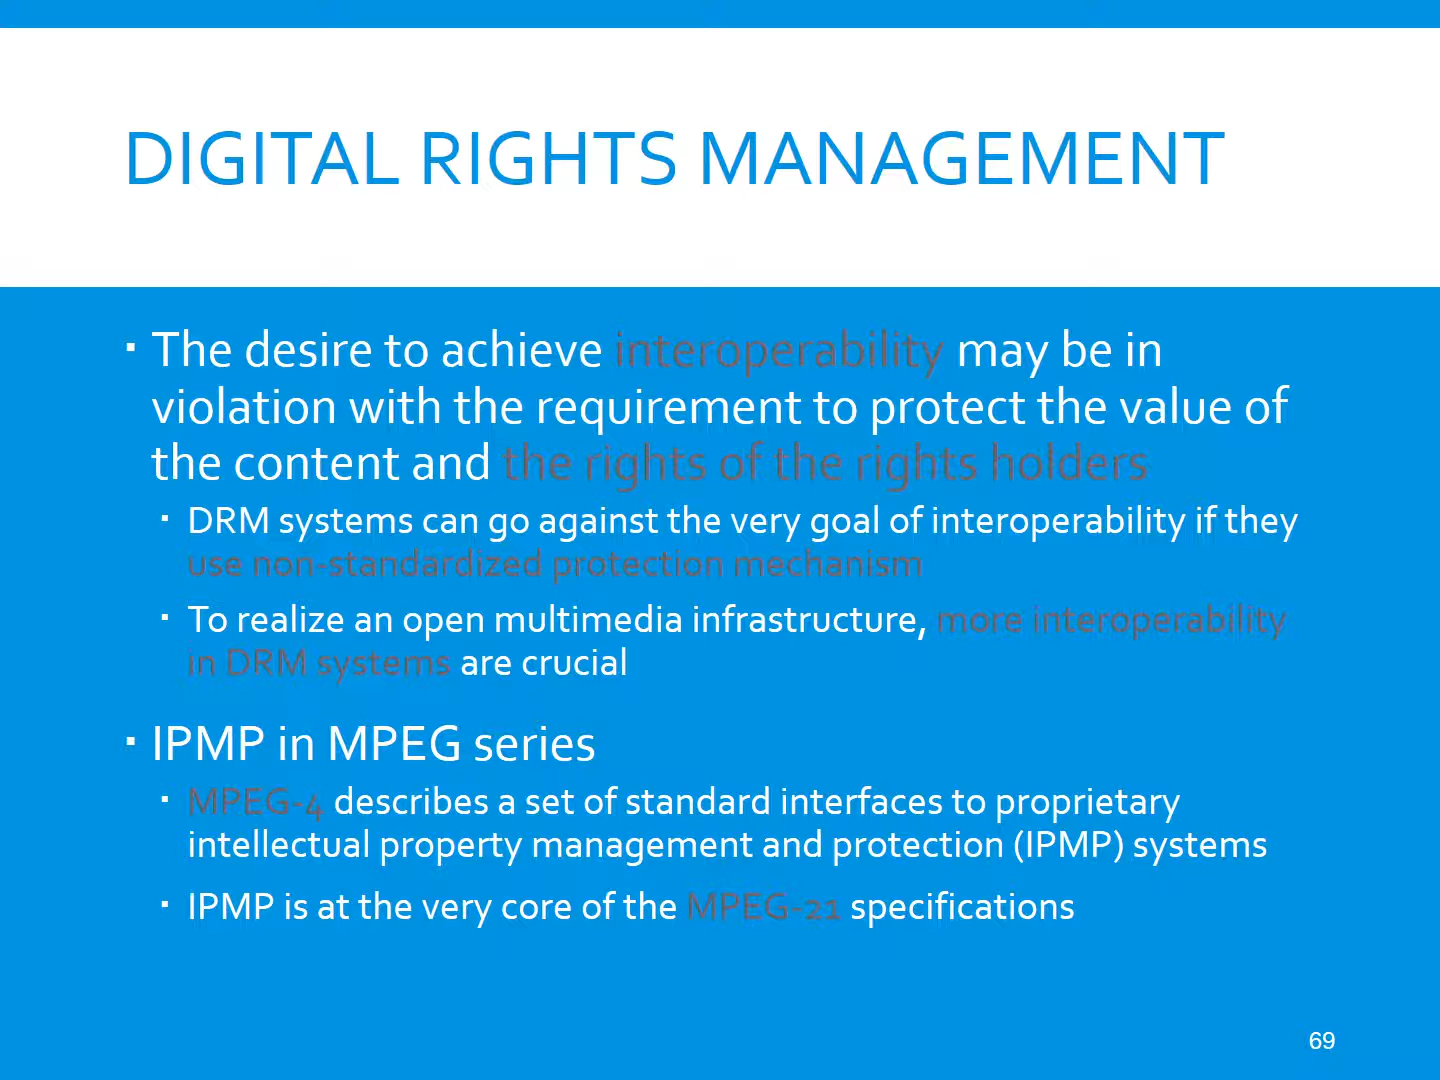 DIGITAL RIGHTS MANAGEMENT
▪ The desire to achieve interoperability may be in
violation with the requirement to protect the value of
the content and the rights of the rights holders
▪ DRM systems can go against the very goal of interoperability if they
use non-standardized protection mechanism
▪ To realize an open multimedia infrastructure, more interoperability
in DRM systems are crucial
▪ IPMP in MPEG series
▪ MPEG-4 describes a set of standard interfaces to proprietary
intellectual property management and protection (IPMP) systems
▪ IPMP is at the very core of the MPEG-21 specifications
69